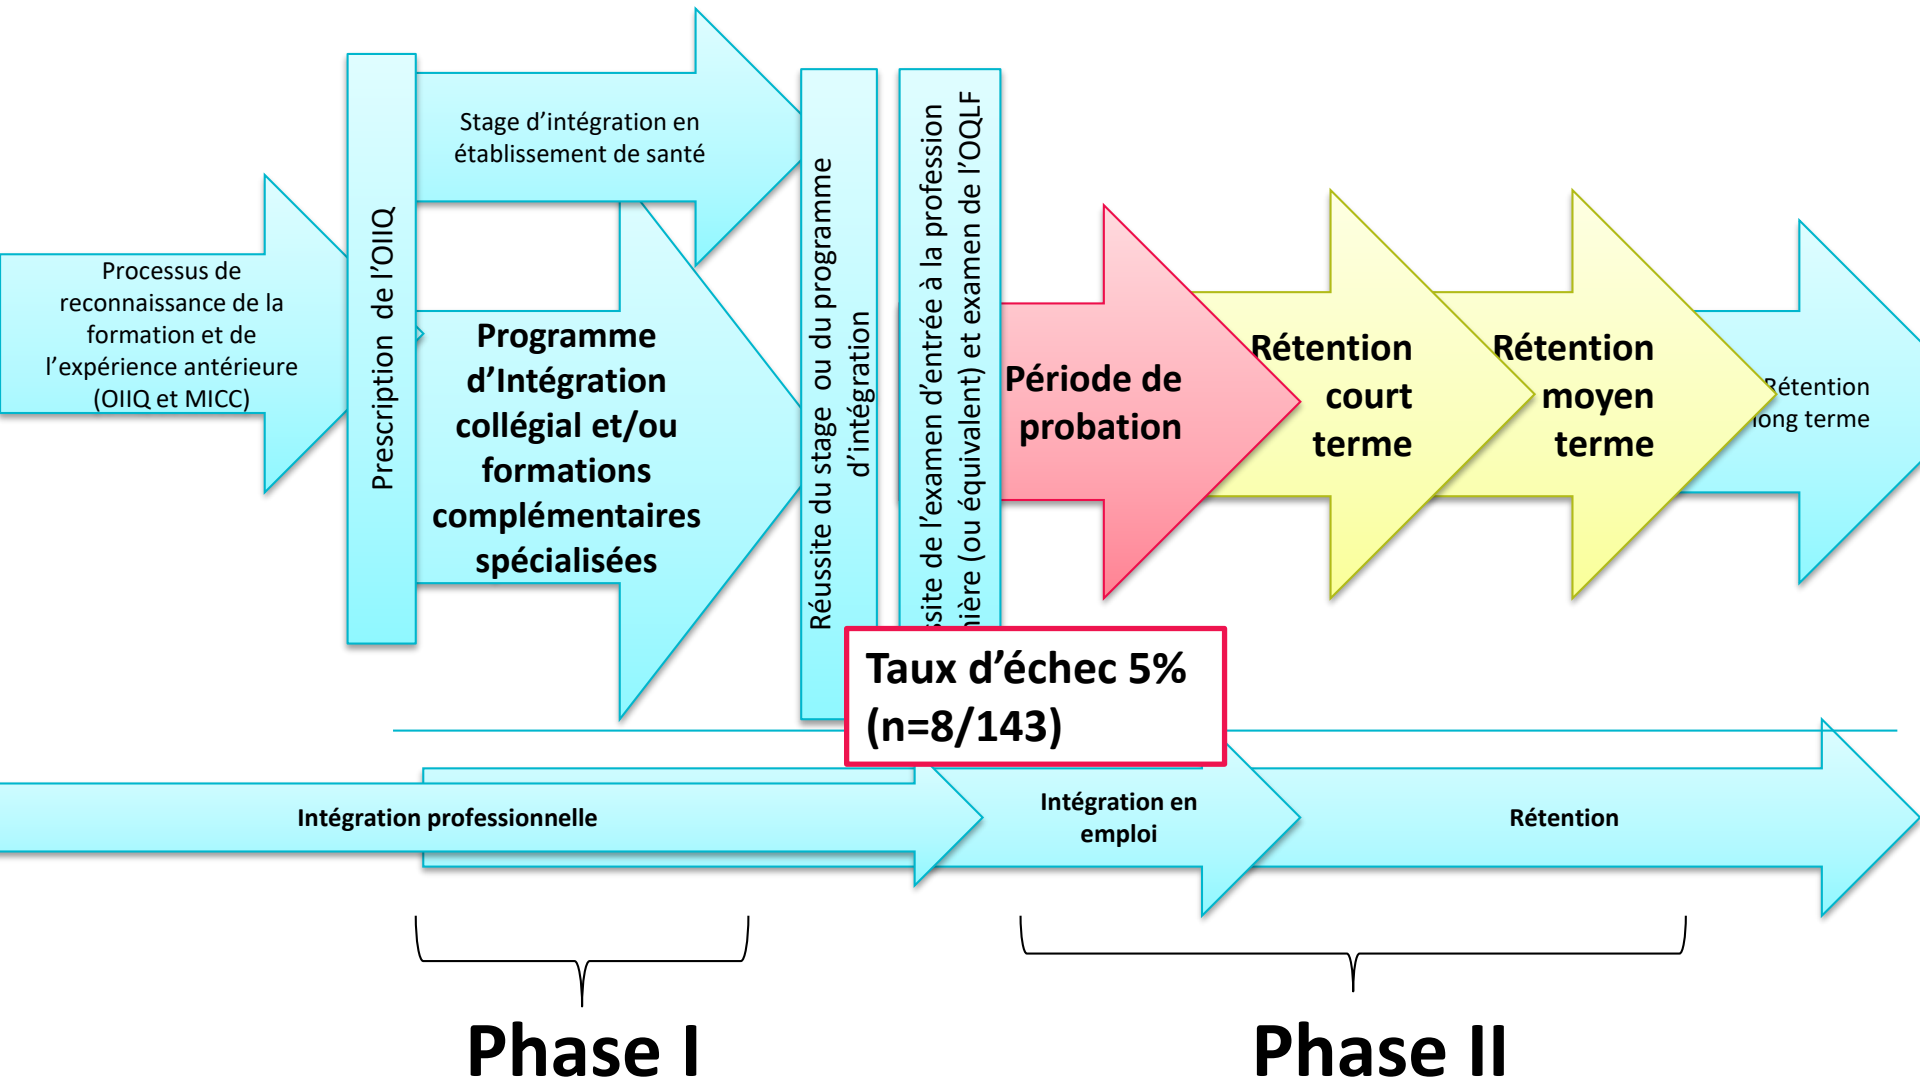 Processus de
reconnaissance de la
formation et de
l’expérience antérieure
(OIIQ et MICC)
Prescription de l’OIIQ
Stage d’intégration en
établissement de santé
Programme
d’Intégration
collégial et/ou
formations
complémentaires
spécialisées
Réussite du stage ou du programme
d’intégration
de l’examen d’entrée à la profession
(ou équivalent) et examen de l’OQLF
Période de
probation
Rétention
court
terme
Rétention
moyen
terme
Rétention
long terme
Taux d’échec 5%
(n=8/143)
Intégration professionnelle
Intégration en
emploi
Rétention
Phase I
Phase II